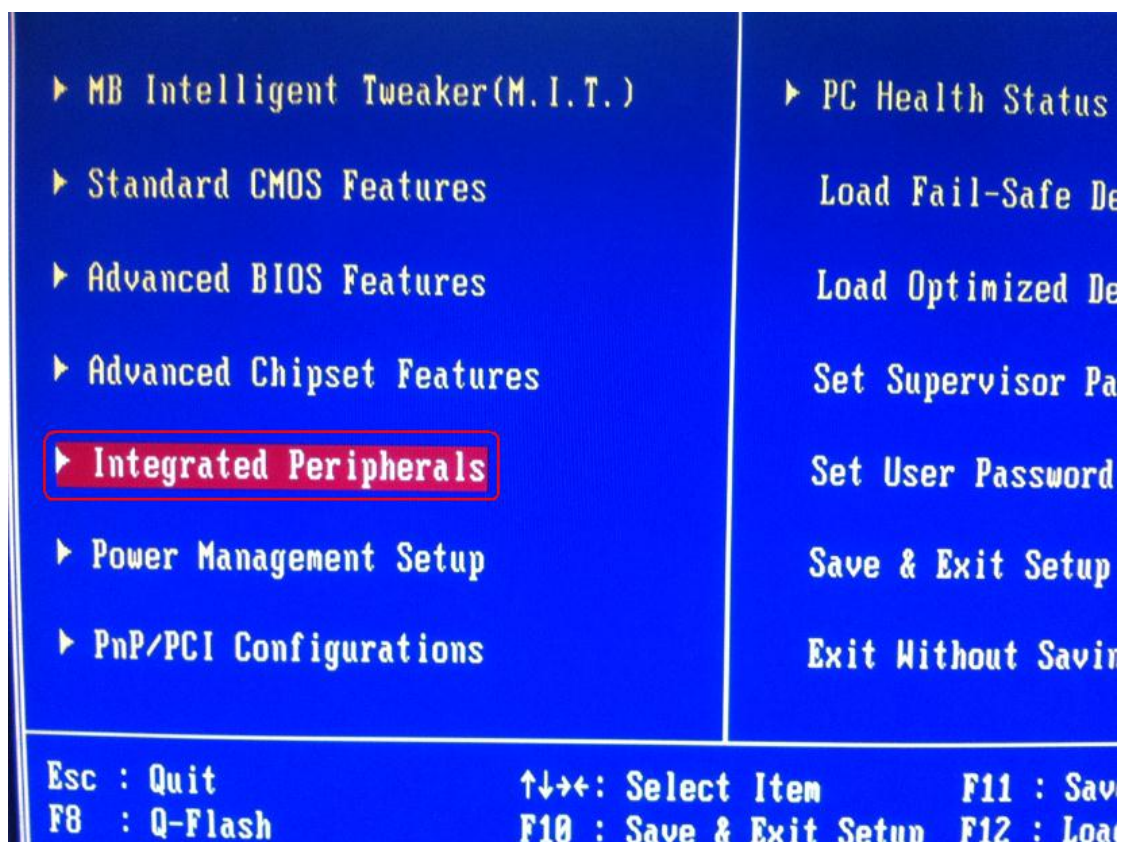 MB Intelligent Tweaker(M.I.T.)
Standard CMOS Features
Advanced BIOS Features
Advanced Chipset Features
Integrated Peripherals
Power Management Setup
PnP/PCI Configurations
PC Health Status
Load Fail-Safe
Load Optimized
Set Supervisor
Set User Password
Save & Exit Setup
Exit Without
Esc : Quit
F8 : Q-Flash
↑↓→←: Select Item
F10 : Save & Exit Setup
F11 :
F12 :